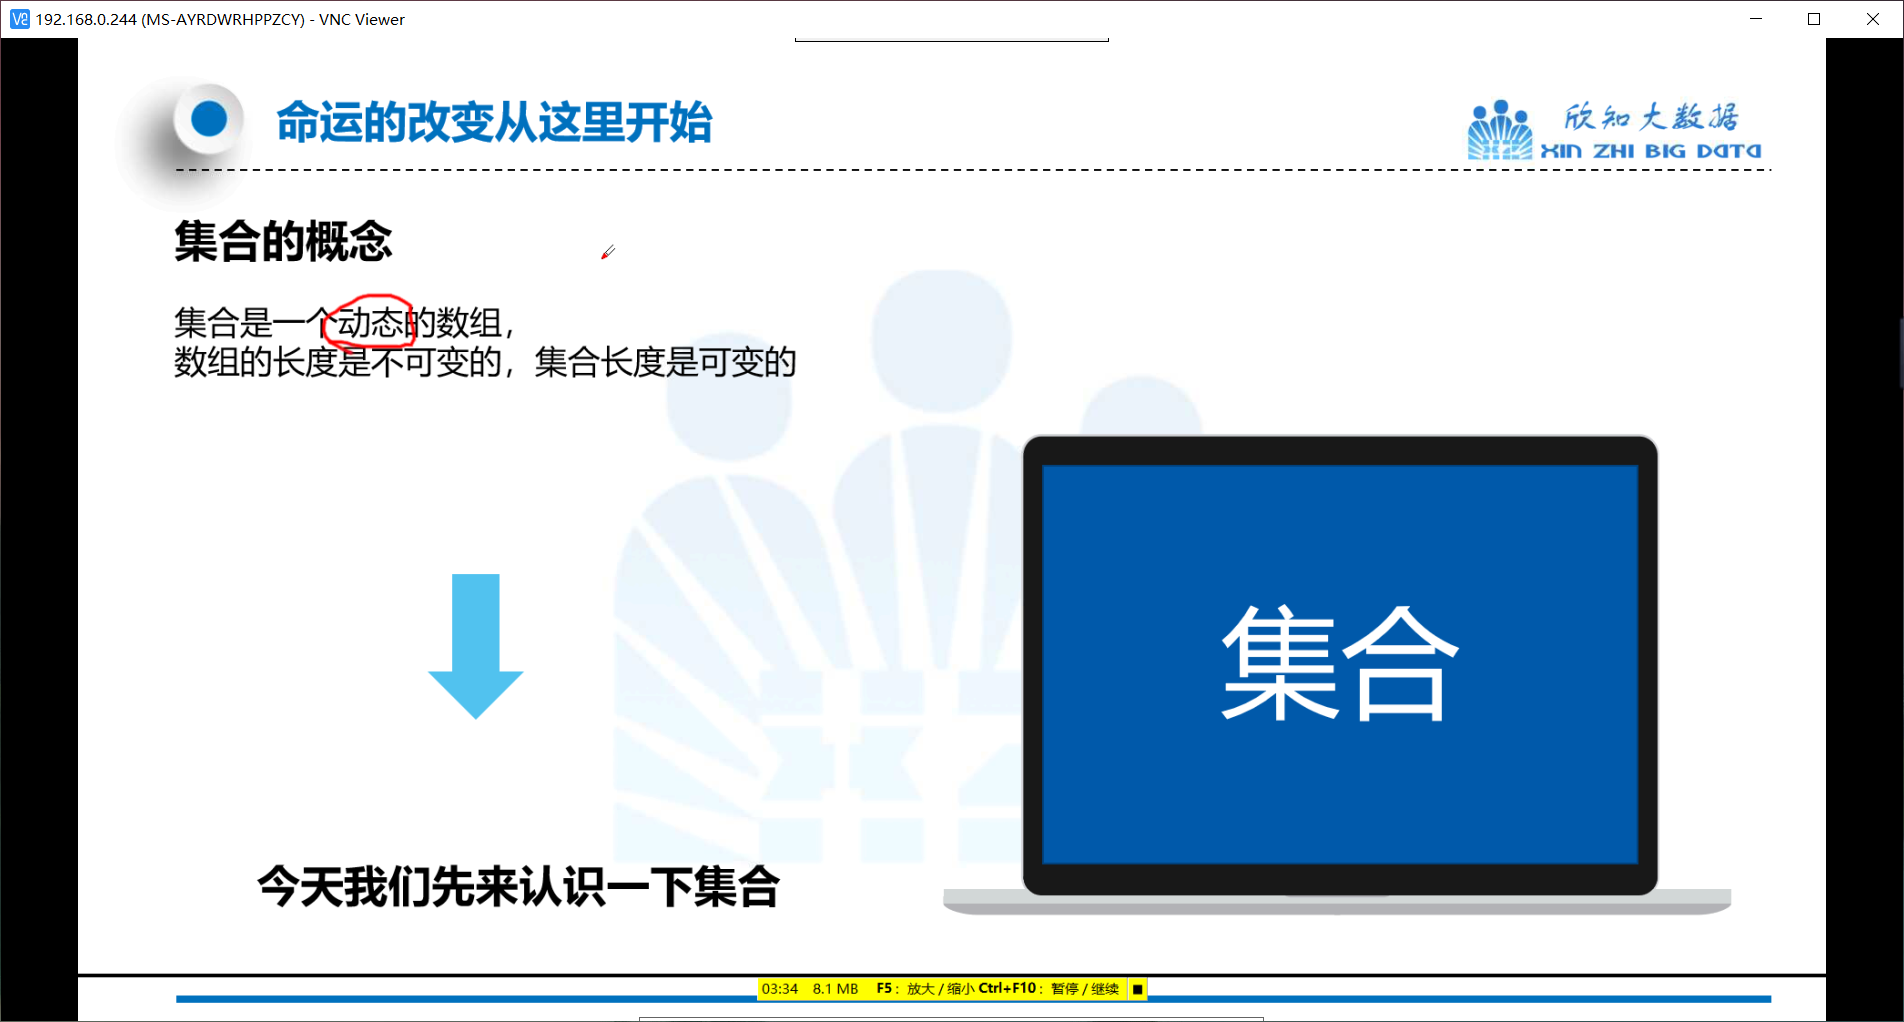 192.168.0.244 (MS-AYRDWRHPPZCY) - VNC Viewer
命运的改变从这里开始
欣知大数据
XIN ZHI BIG DATA
集合的概念
集合是一个动态的数组，
数组的长度是不可变的，集合长度是可变的
集合
今天我们先来认识一下集合
03:34 8.1 MB F5：放大 / 缩小 Ctrl+F10：暂停 / 继续